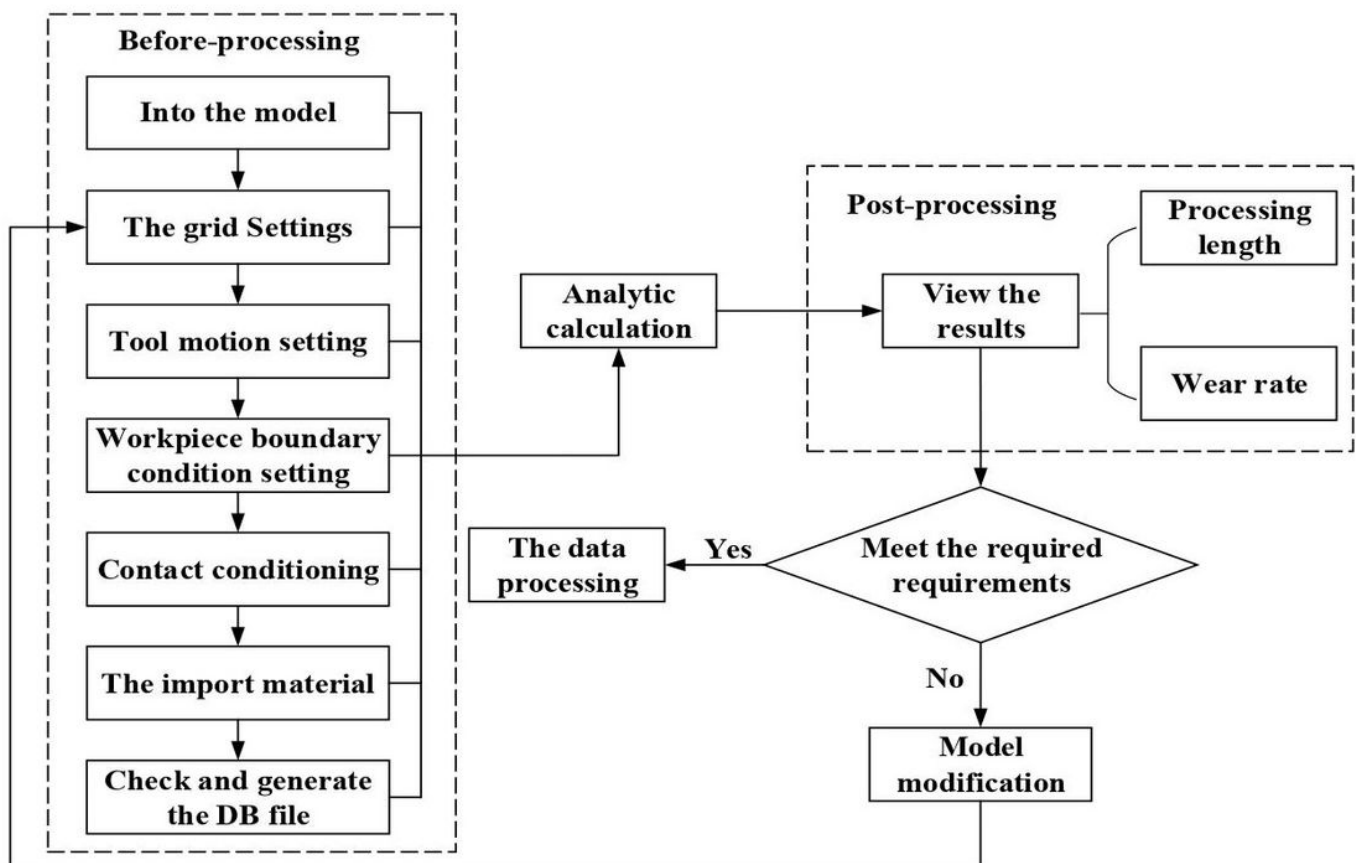 Before-processing
Into the model
The grid Settings
Tool motion setting
Workpiece boundary
condition setting
Contact conditioning
The import material
Check and generate
the DB file
Analytic
calculation
Post-processing
View the
results
Processing
length
Wear rate
Meet the required
requirements
Yes
The data
processing
No
Model
modification